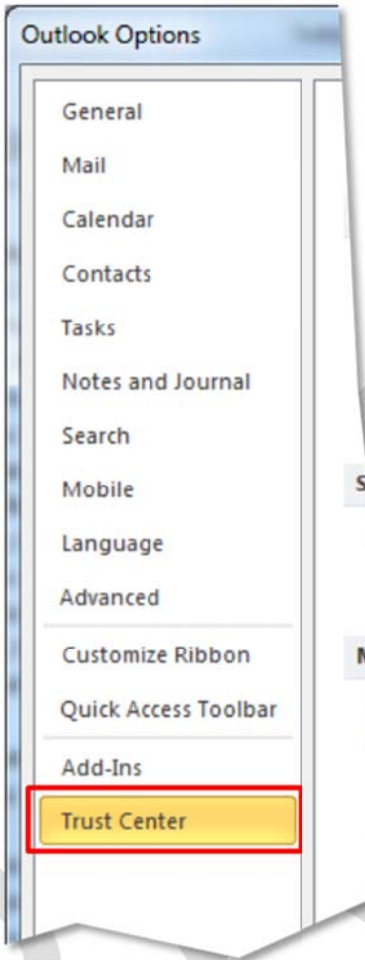 Outlook Options
General
Mail
Calendar
Contacts
Tasks
Notes and Journal
Search
Mobile
Language
Advanced
Customize Ribbon
Quick Access Toolbar
Add-Ins
Trust Center